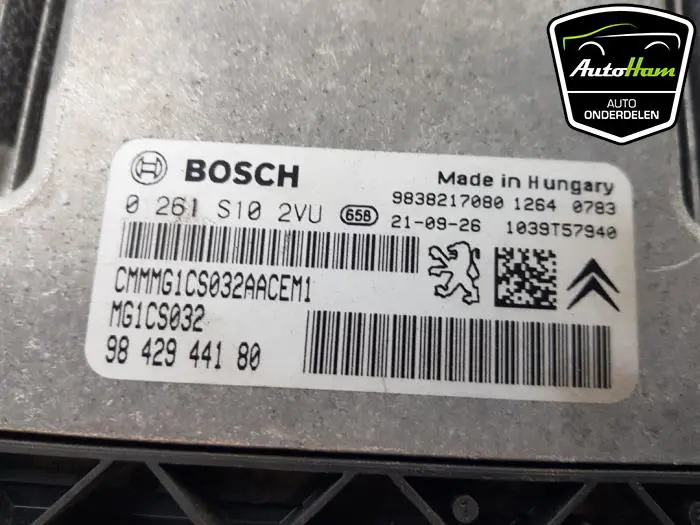 AutoHam
AUTO
ONDERDELEN
BOSCH
Made in Hungary
9838217080 1264 0783
0 261 S10 2VU 658 21-09-26 1039T57940
CMMMG1CS032AACEM1
MG1CS032
98 429 441 80